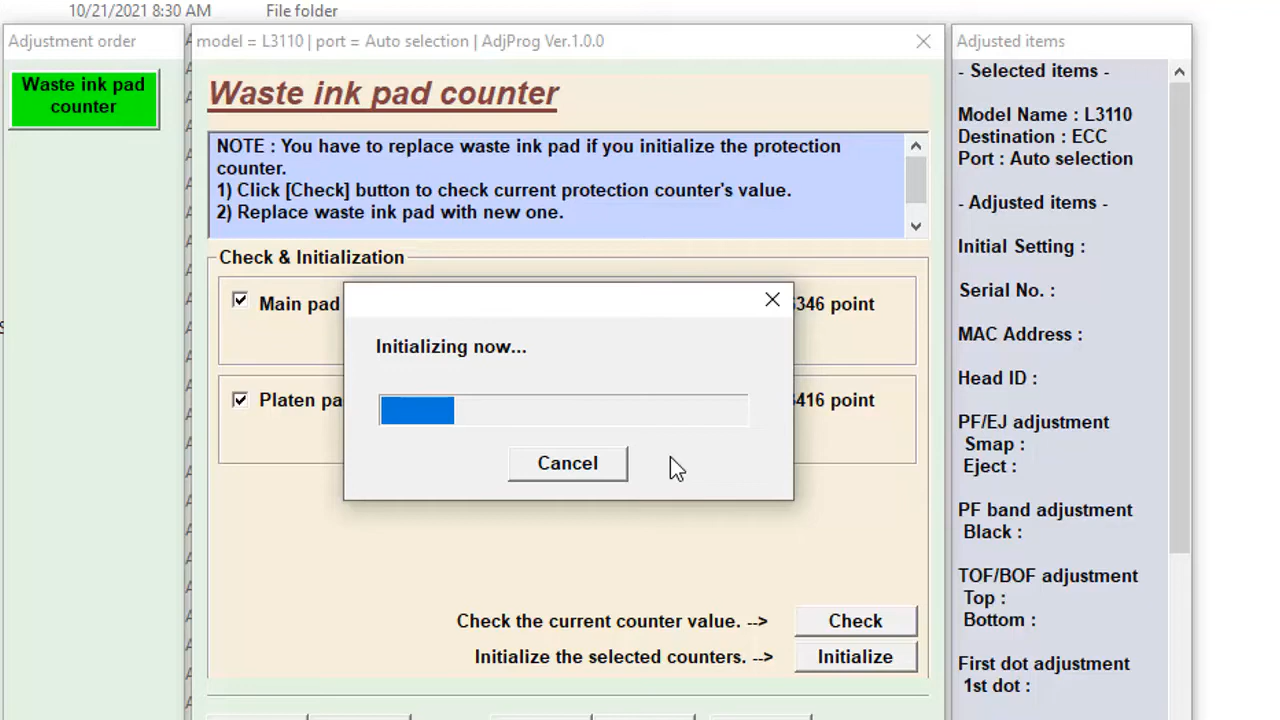 10/21/2021 8:30 AM File folder
Adjustment order
Waste ink pad
counter
model = L3110 | port = Auto selection | AdjProg Ver.1.0.0
Waste ink pad counter
NOTE : You have to replace waste ink pad if you initialize the protection
counter.
1) Click [Check] button to check current protection counter's value.
2) Replace waste ink pad with new one.
Check & Initialization
Main pad
346 point
Platen pa
416 point
Initializing now...
Cancel
Check the current counter value. --> Check
Initialize the selected counters. --> Initialize
Adjusted items
- Selected items -
Model Name : L3110
Destination : ECC
Port : Auto selection
- Adjusted items -
Initial Setting :
Serial No. :
MAC Address :
Head ID :
PF/EJ adjustment
Smap :
Eject :
PF band adjustment
Black :
TOF/BOF adjustment
Top :
Bottom :
First dot adjustment
1st dot :